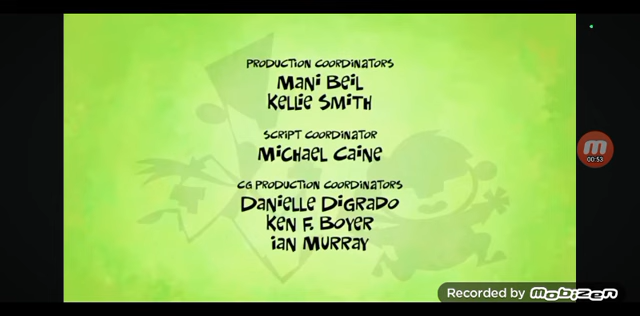 PRODUCTION COORDINATORS
Mani Beil
Kellie Smith
SCRIPT COORDINATOR
Michael Caine
CG PRODUCTION COORDINATORS
Danielle DiGrado
Ken F. Boyer
Ian Murray
00:53
Recorded by mobizen